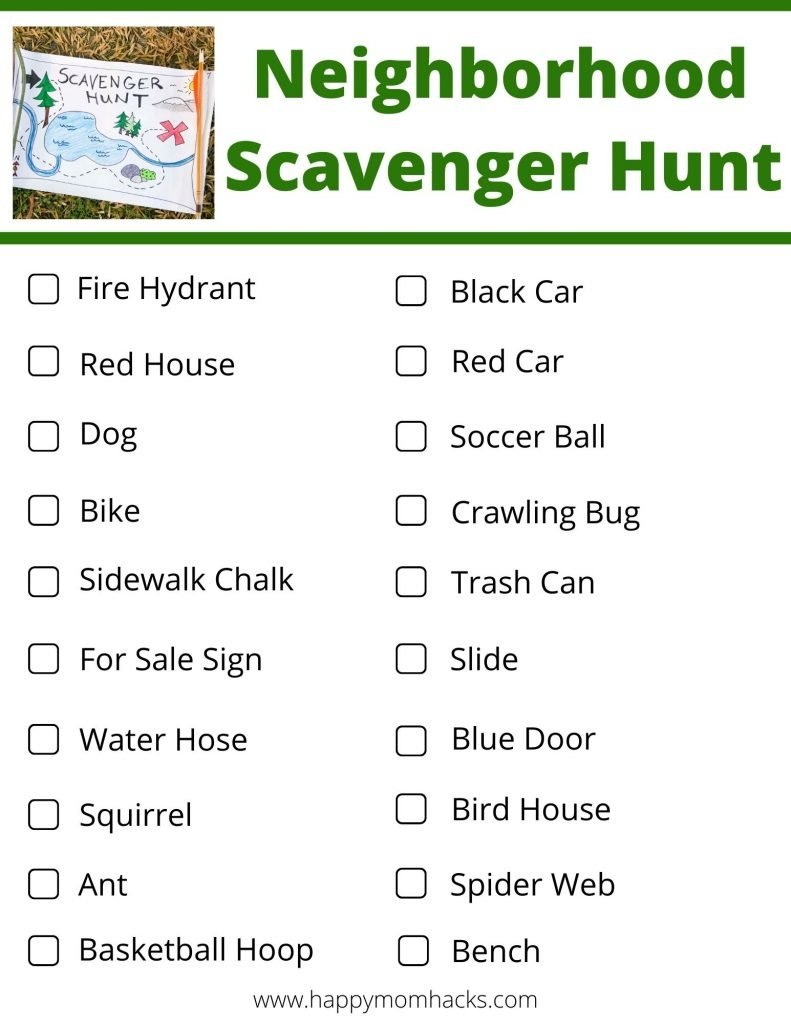 SCAVENGER
HUNT
N
Neighborhood
Scavenger Hunt
Fire Hydrant
Red House
Dog
Bike
Sidewalk Chalk
For Sale Sign
Water Hose
Squirrel
Ant
Basketball Hoop
Black Car
Red Car
Soccer Ball
Crawling Bug
Trash Can
Slide
Blue Door
Bird House
Spider Web
Bench
www.happymomhacks.com